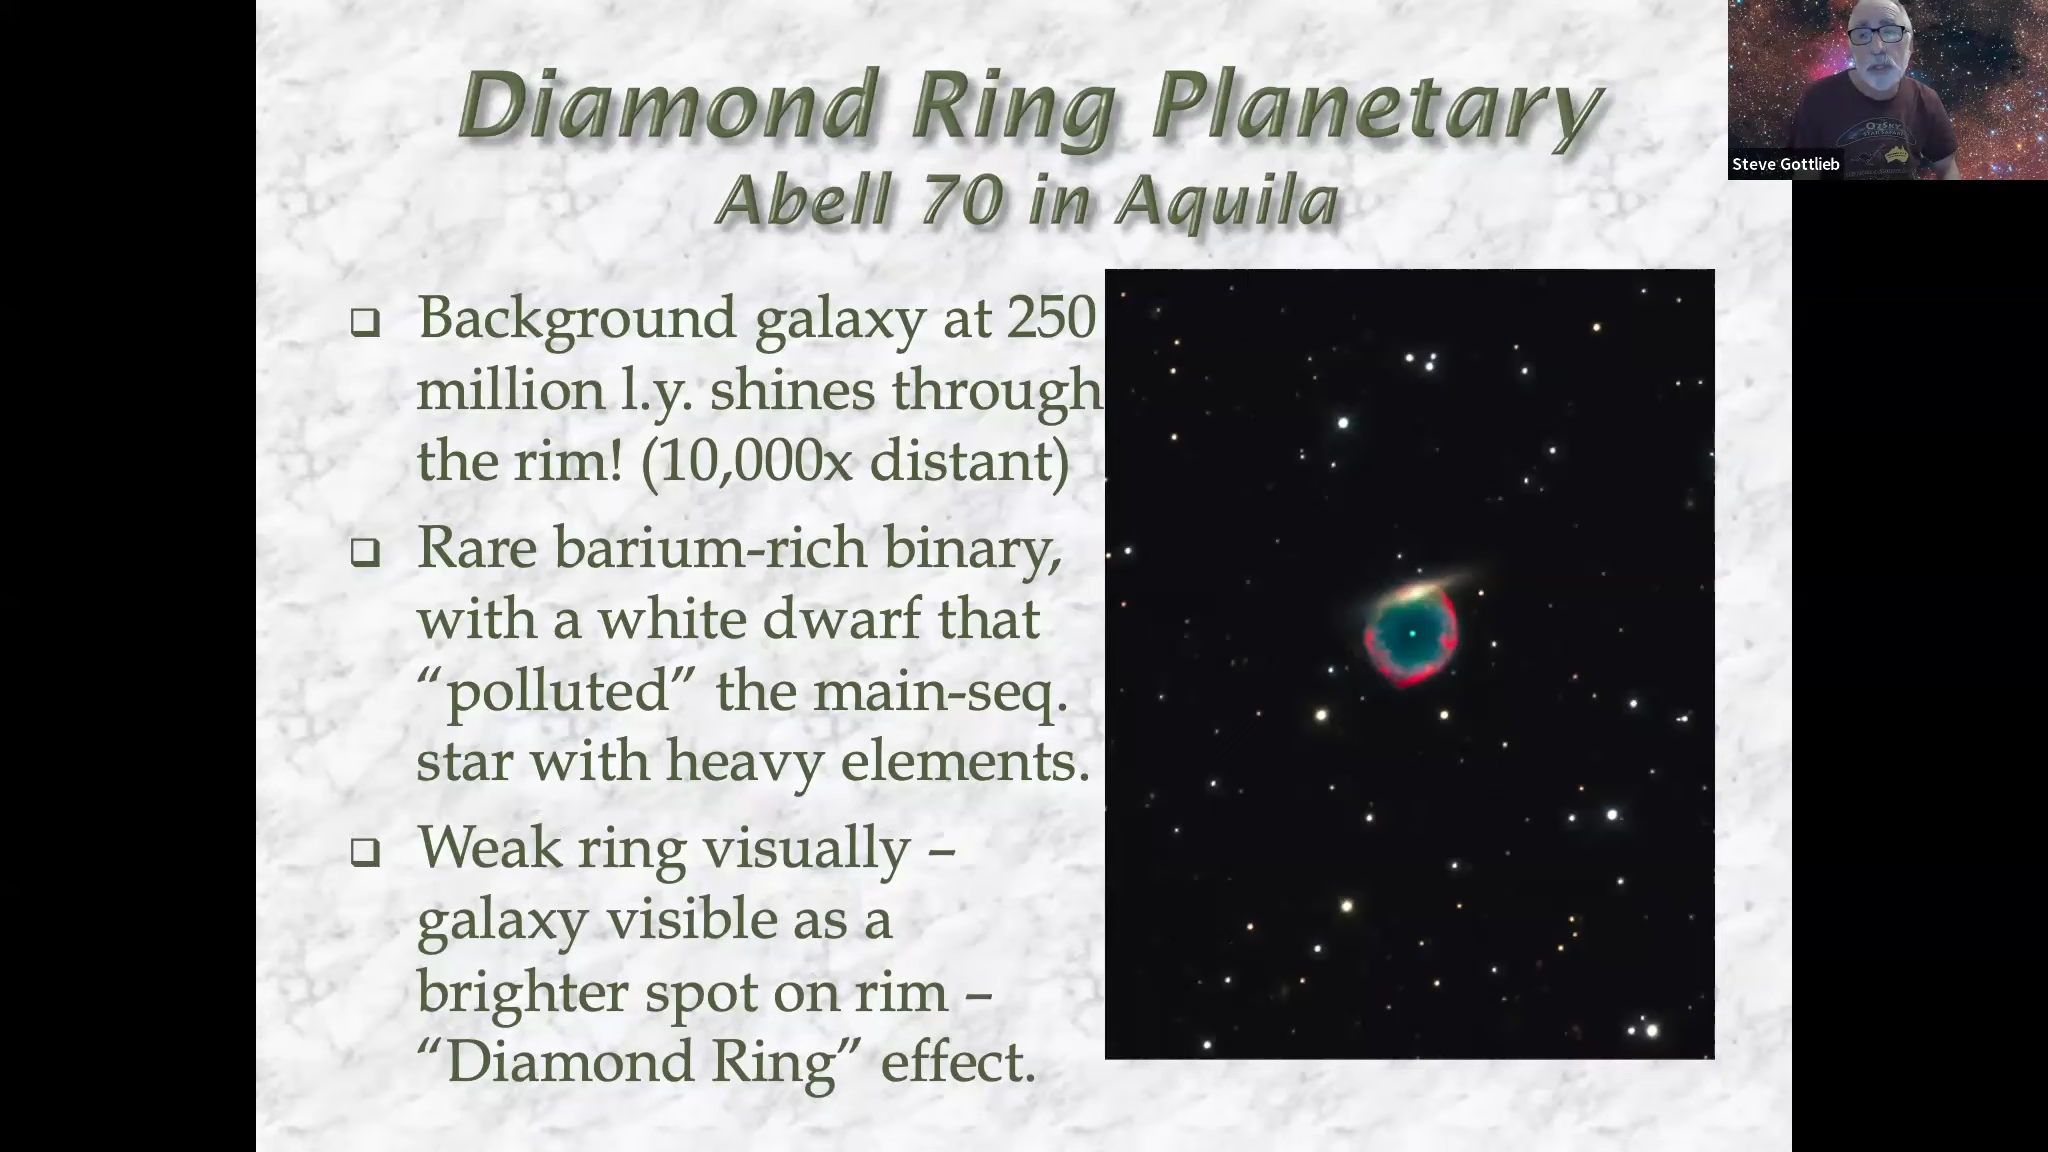 Diamond Ring Planetary
Abell 70 in Aquila
Background galaxy at 250
million l.y. shines through
the rim! (10,000x distant)
Rare barium-rich binary,
with a white dwarf that
“polluted” the main-seq.
star with heavy elements.
Weak ring visually –
galaxy visible as a
brighter spot on rim –
“Diamond Ring” effect.
OZSKY
Steve Gottlieb